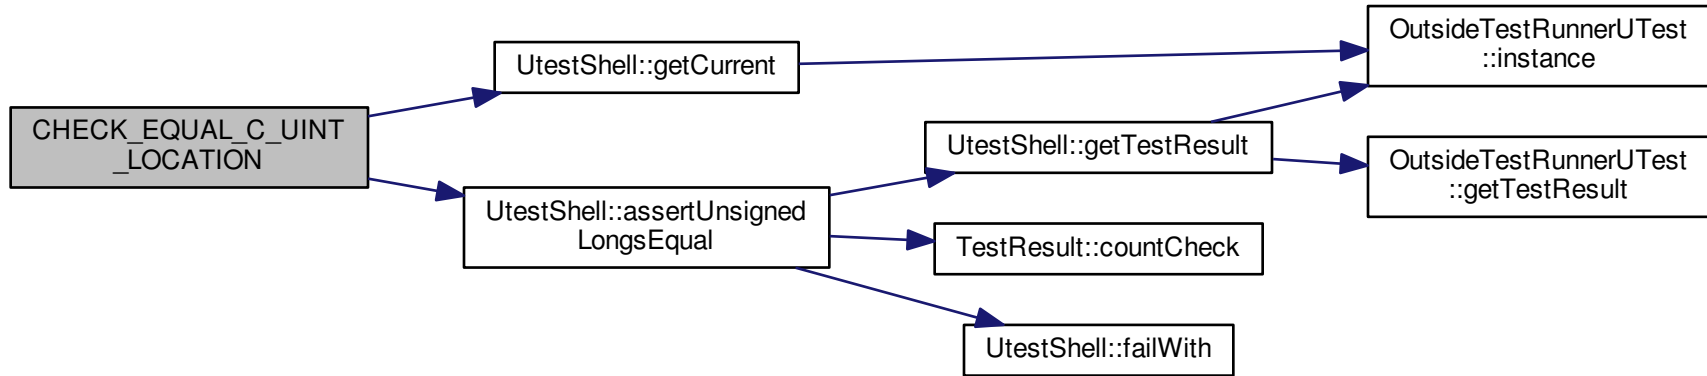 CHECK_EQUAL_C_UINT
_LOCATION
UtestShell::getCurrent
UtestShell::assertUnsigned
LongsEqual
UtestShell::getTestResult
TestResult::countCheck
UtestShell::failWith
OutsideTestRunnerUTest
::instance
OutsideTestRunnerUTest
::getTestResult